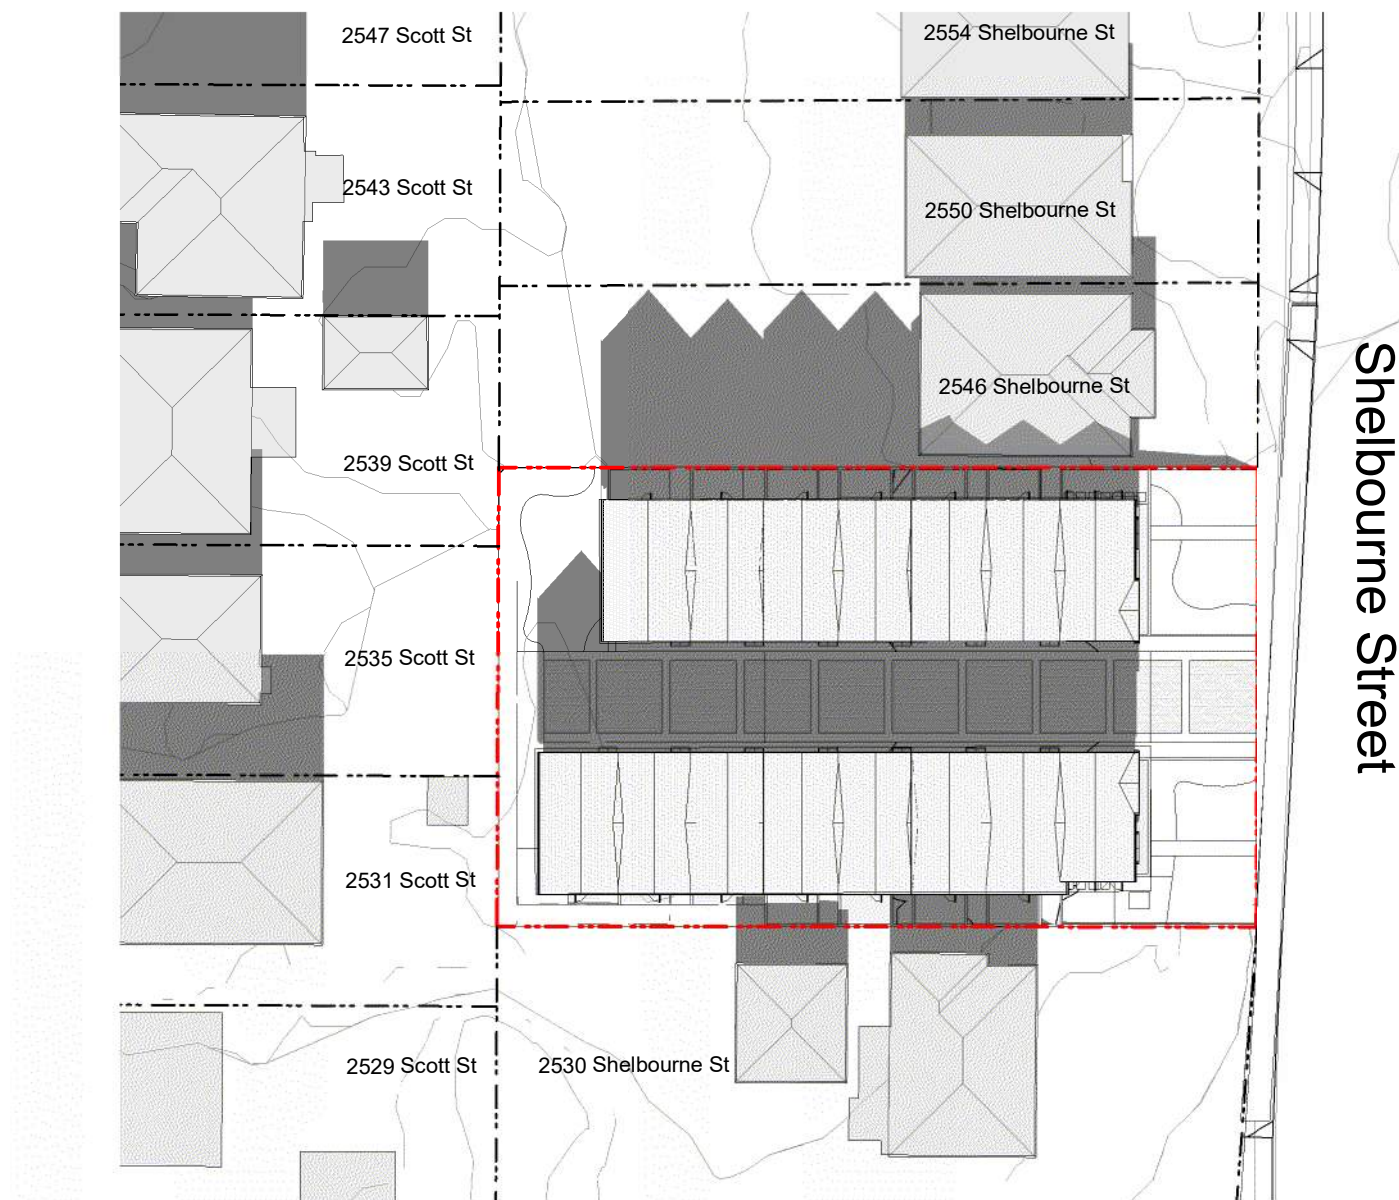 2547 Scott St
2554 Shelbourne St
2543 Scott St
2550 Shelbourne St
2546 Shelbourne St
2539 Scott St
Shelbourne Street
2535 Scott St
2531 Scott St
2529 Scott St
2530 Shelbourne St